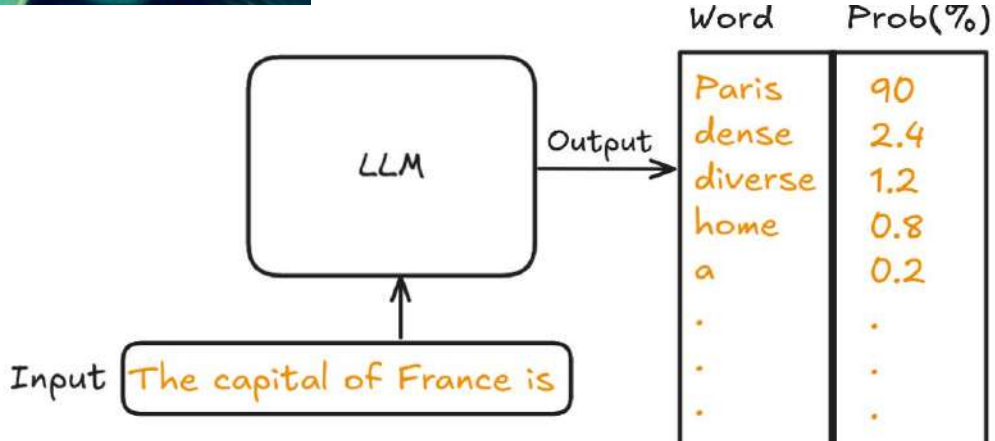 Word Prob(%)
Paris 90
dense 2.4
diverse 1.2
home 0.8
a 0.2
. .
. .
. .
LLM
Output
Input The capital of France is